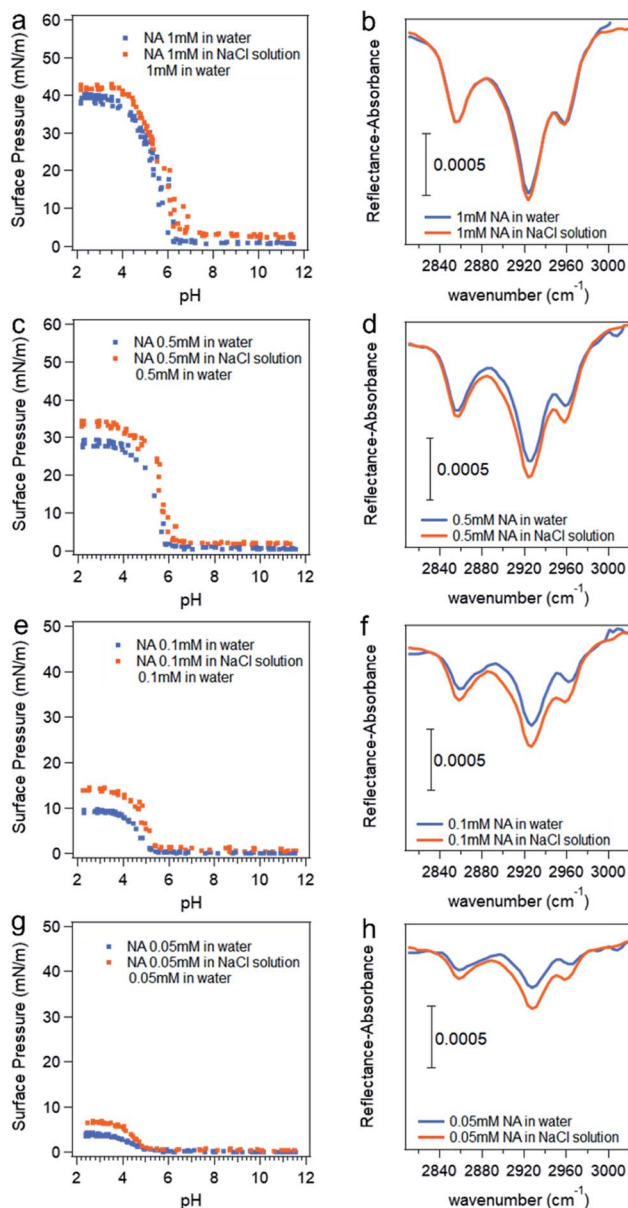 a
60
50
40
30
20
10
0
Surface Pressure (mN/m)
NA 1mM in water
NA 1mM in NaCl solution
1mM in water
2 4 6 8 10 12
pH
b
Reflectance-Absorbance
0.0005
1mM NA in water
1mM NA in NaCl solution
2840 2880 2920 2960 3000
wavenumber (cm⁻¹)
c
60
50
40
30
20
10
0
Surface Pressure (mN/m)
NA 0.5mM in water
NA 0.5mM in NaCl solution
0.5mM in water
2 4 6 8 10 12
pH
d
Reflectance-Absorbance
0.0005
0.5mM NA in water
0.5mM NA in NaCl solution
2840 2880 2920 2960 3000
wavenumber (cm⁻¹)
e
50
40
30
20
10
0
Surface Pressure (mN/m)
NA 0.1mM in water
NA 0.1mM in NaCl solution
0.1mM in water
2 4 6 8 10 12
pH
f
Reflectance-Absorbance
0.0005
0.1mM NA in water
0.1mM NA in NaCl solution
2840 2880 2920 2960 3000
wavenumber (cm⁻¹)
g
50
40
30
20
10
0
Surface Pressure (mN/m)
NA 0.05mM in water
NA 0.05mM in NaCl solution
0.05mM in water
2 4 6 8 10 12
pH
h
Reflectance-Absorbance
0.0005
0.05mM NA in water
0.05mM NA in NaCl solution
2840 2880 2920 2960 3000
wavenumber (cm⁻¹)